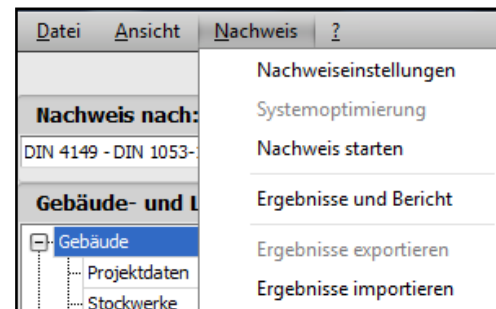 Datei Ansicht Nachweis ?
Nachweiseinstellungen
Systemoptimierung
Nachweis starten
Ergebnisse und Bericht
Ergebnisse exportieren
Ergebnisse importieren
Nachweis nach:
DIN 4149 - DIN 1053-
Gebäude- und L
Gebäude
Projektdaten
Stockwerke